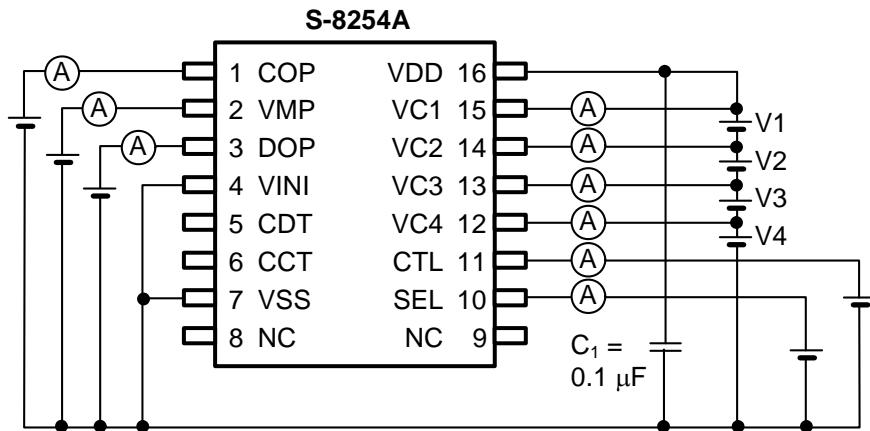 S-8254A
A
1 COP
VDD 16
A
2 VMP
VC1 15
A
V1
A
3 DOP
VC2 14
A
V2
4 VINI
VC3 13
A
V3
5 CDT
VC4 12
A
V4
6 CCT
CTL 11
A
7 VSS
SEL 10
A
8 NC
NC 9
C1 =
0.1 μF